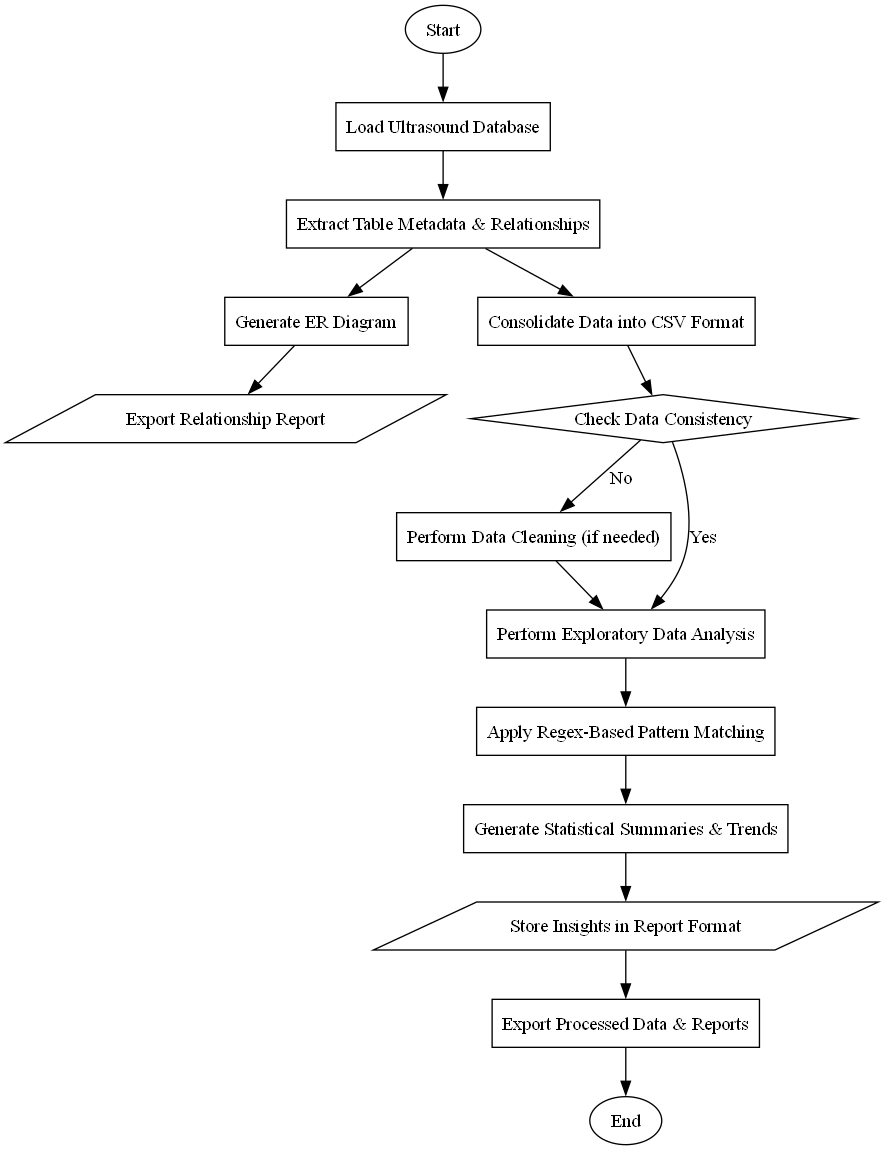 Start
Load Ultrasound Database
Extract Table Metadata & Relationships
Generate ER Diagram
Consolidate Data into CSV Format
Export Relationship Report
Check Data Consistency
No
Perform Data Cleaning (if needed)
Yes
Perform Exploratory Data Analysis
Apply Regex-Based Pattern Matching
Generate Statistical Summaries & Trends
Store Insights in Report Format
Export Processed Data & Reports
End